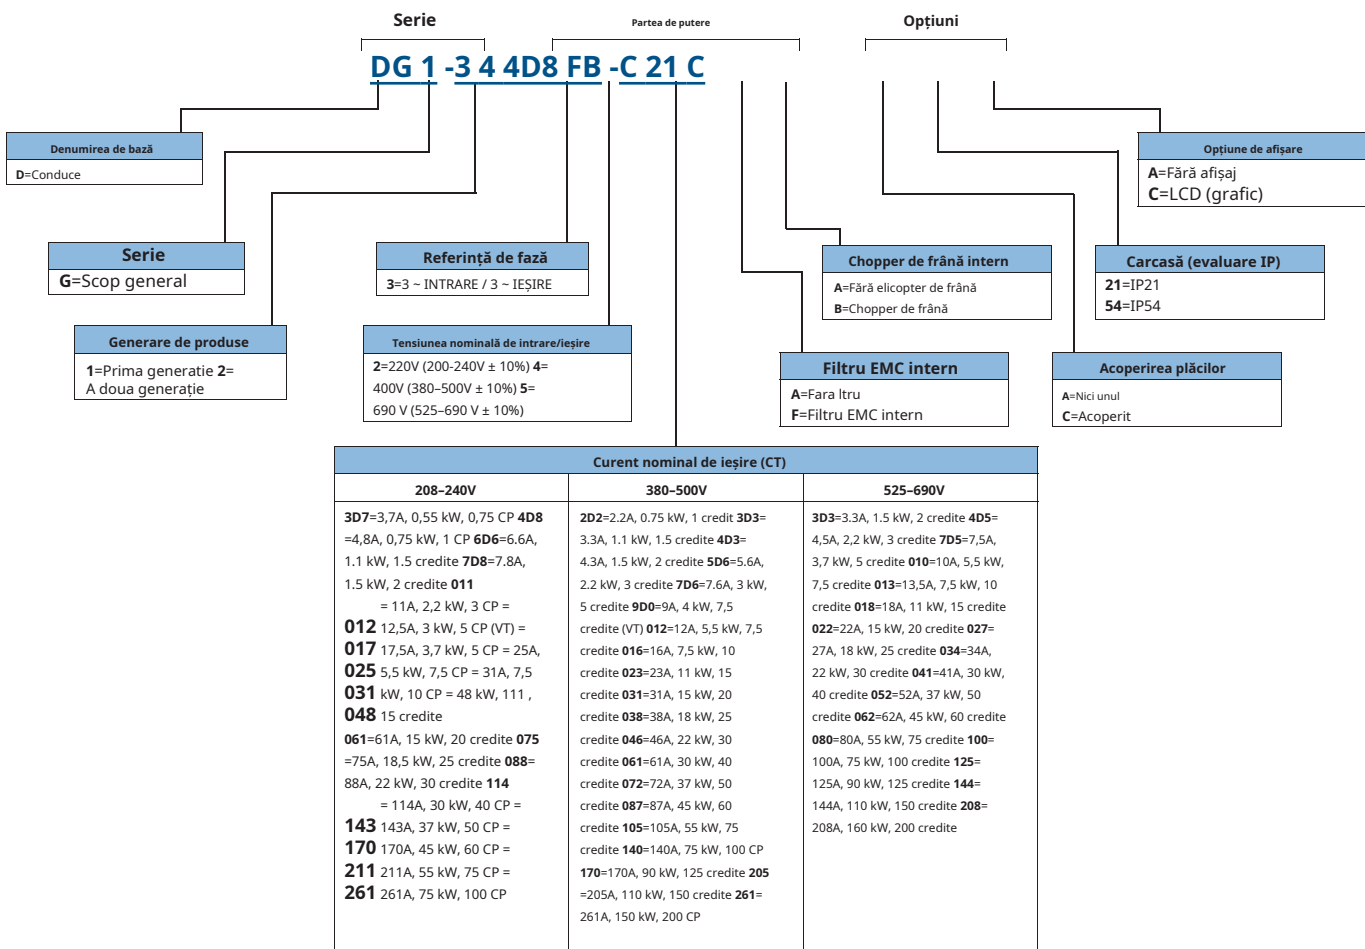 Serie
Partea de putere
Opțiuni
DG 1 -3 4 4D8 FB -C 21 C
Denumirea de bază
D=Conduce
Opțiune de afișare
A=Fără afișaj
C=LCD (grafic)
Serie
G=Scop general
Referință de fază
3=3 ~ INTRARE / 3 ~ IEȘIRE
Chopper de frână intern
A=Fără elicopter de frână
B=Chopper de frână
Carcasă (evaluare IP)
21=IP21
54=IP54
Generare de produse
1=Prima generatie 2=
A doua generație
Tensiunea nominală de intrare/ieșire
2=220V (200-240V ± 10%) 4=
400V (380–500V ± 10%) 5=
690 V (525–690 V ± 10%)
Filtru EMC intern
A=Fara ltru
F=Filtru EMC intern
Acoperirea plăcilor
A=Nici unul
C=Acoperit
Curent nominal de ieșire (CT)
208–240V
3D7=3,7A, 0,55 kW, 0,75 CP 4D8
=4,8A, 0,75 kW, 1 CP 6D6=6.6A,
1.1 kW, 1.5 credite 7D8=7.8A,
1.5 kW, 2 credite 011
= 11A, 2,2 kW, 3 CP =
012 12,5A, 3 kW, 5 CP (VT) =
017 17,5A, 3,7 kW, 5 CP = 25A,
025 5,5 kW, 7,5 CP = 31A, 7,5
031 kW, 10 CP = 48 kW, 111 ,
048 15 credite
061=61A, 15 kW, 20 credite 075
=75A, 18,5 kW, 25 credite 088=
88A, 22 kW, 30 credite 114
= 114A, 30 kW, 40 CP =
143 143A, 37 kW, 50 CP =
170 170A, 45 kW, 60 CP =
211 211A, 55 kW, 75 CP =
261 261A, 75 kW, 100 CP
380–500V
2D2=2.2A, 0.75 kW, 1 credit 3D3=
3.3A, 1.1 kW, 1.5 credite 4D3=
4.3A, 1.5 kW, 2 credite 5D6=5.6A,
2.2 kW, 3 credite 7D6=7.6A, 3 kW,
5 credite 9D0=9A, 4 kW, 7,5
credite (VT) 012=12A, 5,5 kW, 7,5
credite 016=16A, 7,5 kW, 10
credite 023=23A, 11 kW, 15
credite 031=31A, 15 kW, 20
credite 038=38A, 18 kW, 25
credite 046=46A, 22 kW, 30
credite 061=61A, 30 kW, 40
credite 072=72A, 37 kW, 50
credite 087=87A, 45 kW, 60
credite 105=105A, 55 kW, 75
credite 140=140A, 75 kW, 100 CP
170=170A, 90 kW, 125 credite 205
=205A, 110 kW, 150 credite 261=
261A, 150 kW, 200 CP
525–690V
3D3=3.3A, 1.5 kW, 2 credite 4D5=
4,5A, 2,2 kW, 3 credite 7D5=7,5A,
3,7 kW, 5 credite 010=10A, 5,5 kW,
7,5 credite 013=13,5A, 7,5 kW, 10
credite 018=18A, 11 kW, 15 credite
022=22A, 15 kW, 20 credite 027=
27A, 18 kW, 25 credite 034=34A,
22 kW, 30 credite 041=41A, 30 kW,
40 credite 052=52A, 37 kW, 50
credite 062=62A, 45 kW, 60 credite
080=80A, 55 kW, 75 credite 100=
100A, 75 kW, 100 credite 125=
125A, 90 kW, 125 credite 144=
144A, 110 kW, 150 credite 208=
208A, 160 kW, 200 credite